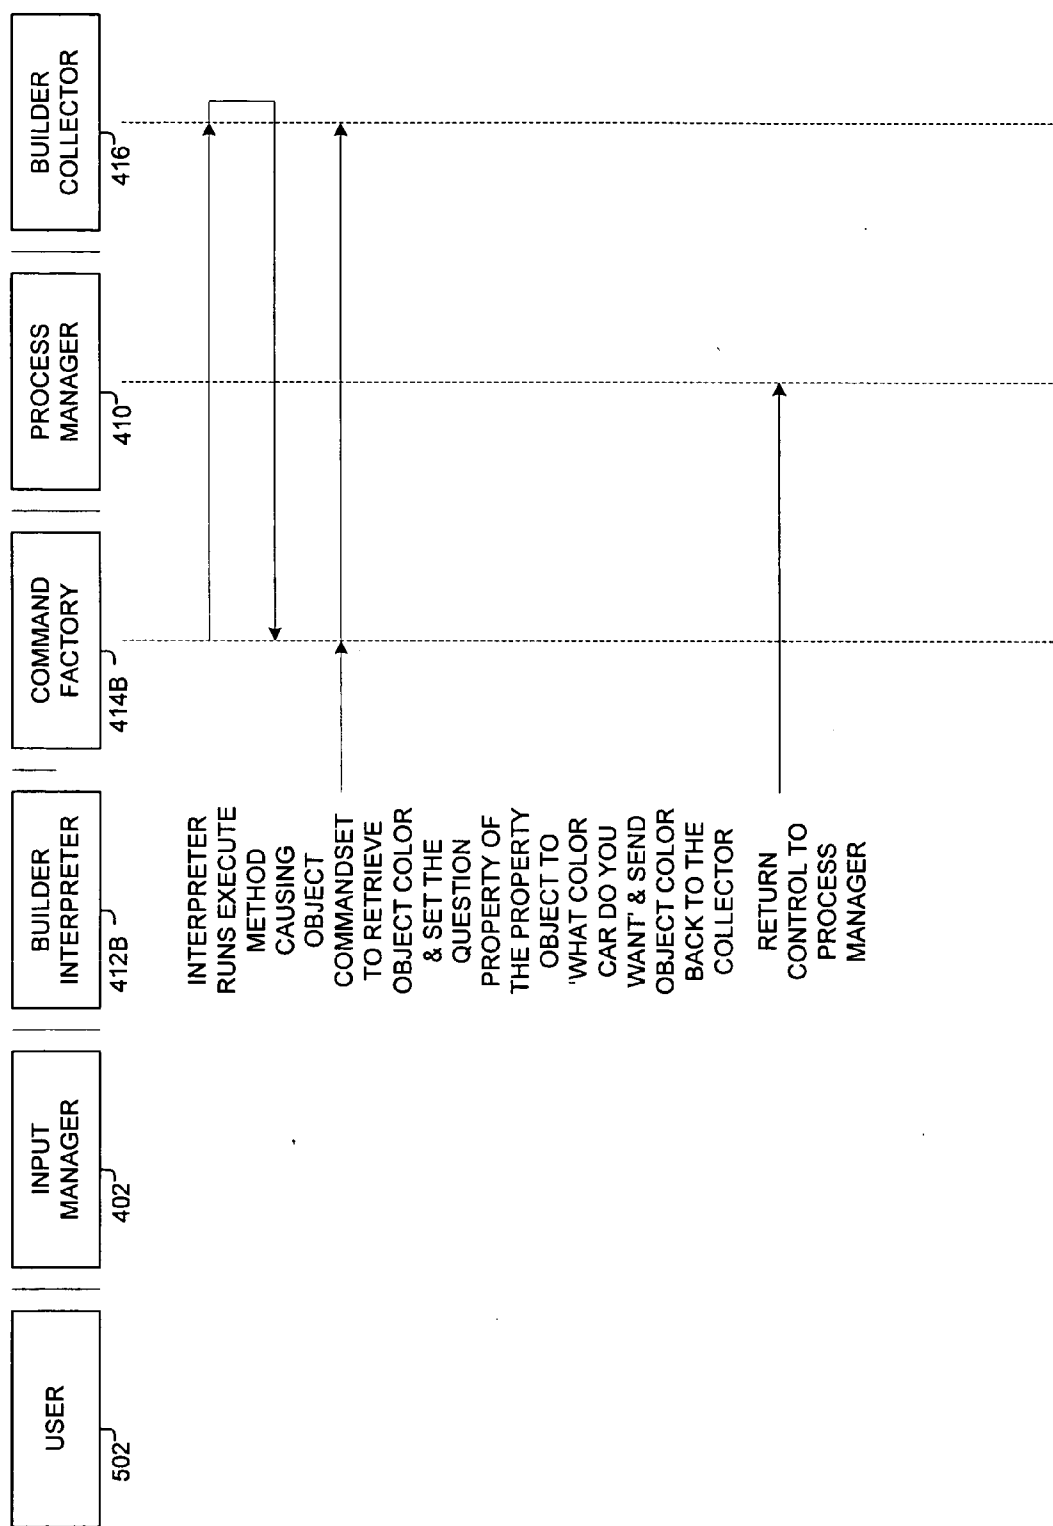 USER
502
INPUT
MANAGER
402
BUILDER
INTERPRETER
412B
COMMAND
FACTORY
414B
PROCESS
MANAGER
410
BUILDER
COLLECTOR
416
INTERPRETER
RUNS EXECUTE
METHOD
CAUSING
OBJECT
COMMANDSET
TO RETRIEVE
OBJECT COLOR
& SET THE
QUESTION
PROPERTY OF
THE PROPERTY
OBJECT TO
'WHAT COLOR
CAR DO YOU
WANT' & SEND
OBJECT COLOR
BACK TO THE
COLLECTOR
RETURN
CONTROL TO
PROCESS
MANAGER